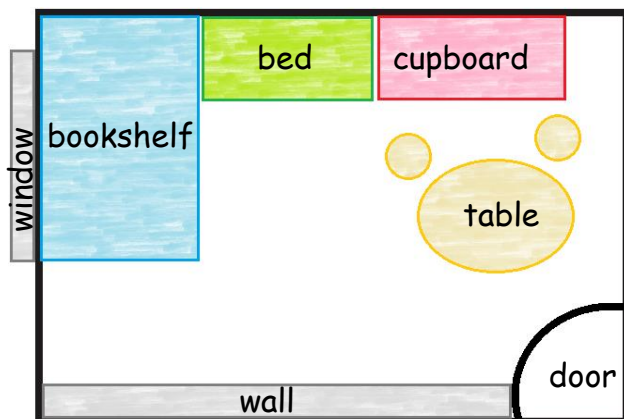 bed
cupboard
bookshelf
window
table
door
wall